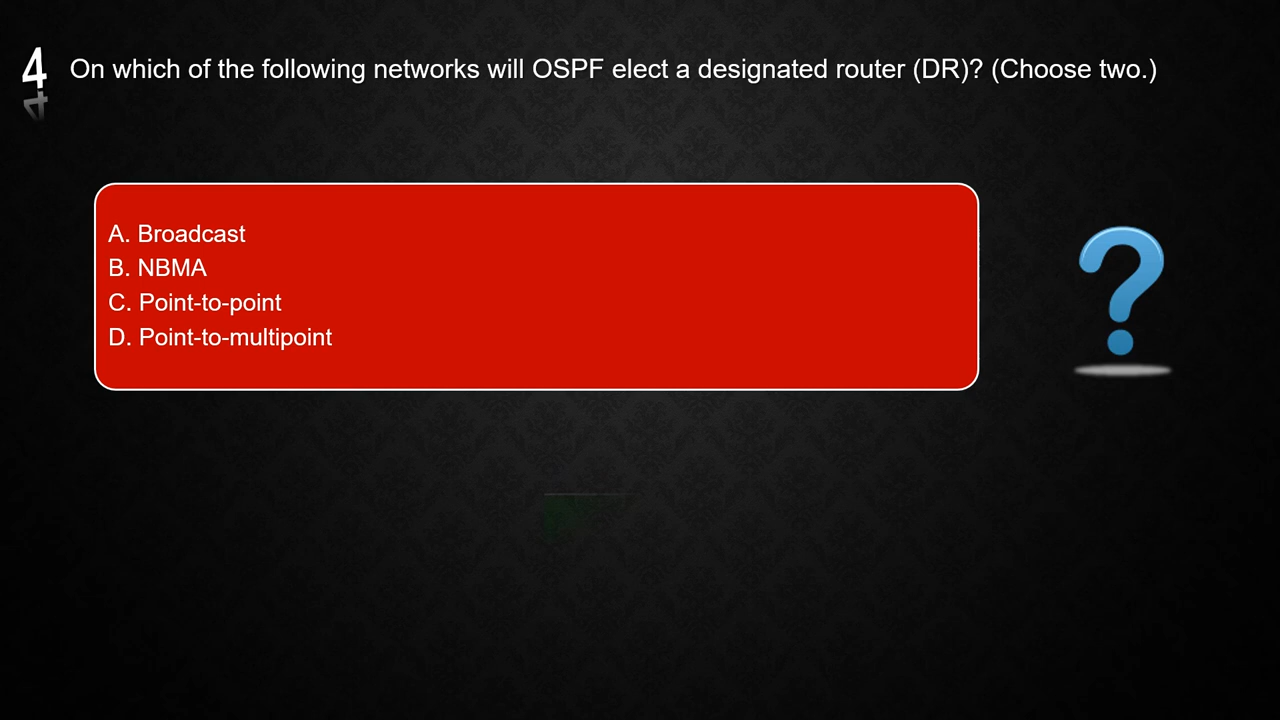 4 On which of the following networks will OSPF elect a designated router (DR)? (Choose two.)
A. Broadcast
B. NBMA
C. Point-to-point
D. Point-to-multipoint
?